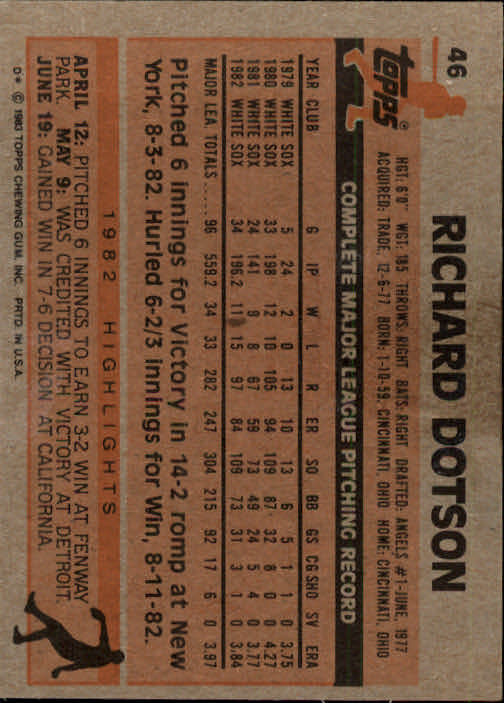 46
topps®
RICHARD DOTSON
HGT: 6'0" WGT: 185 THROWS: RIGHT BATS: RIGHT DRAFTED: ANGELS #1-JUNE, 1977
ACQUIRED: TRADE, 12-6-77 BORN: 1-10-59, CINCINNATI, OHIO HOME: CINCINNATI, OHIO
COMPLETE MAJOR LEAGUE PITCHING RECORD
YEAR CLUB G IP W L R ER SO BB GS CG SHO SV ERA
1979 WHITE SOX 5 24 2 0 13 10 13 6 5 1 1 0 3.75
1980 WHITE SOX 33 198 12 10 105 94 109 87 32 8 0 0 4.27
1981 WHITE SOX 24 141 9 8 67 59 73 49 24 5 4 0 3.77
1982 WHITE SOX 34 196.2 11 15 97 84 109 73 31 3 1 0 3.84
MAJOR LEA. TOTALS ..... 96 559.2 34 33 282 247 304 215 92 17 6 0 3.97
Pitched 6 innings for Victory in 14-2 romp at New
York, 8-3-82. Hurled 6-2/3 innings for Win, 8-11-82.
1982 HIGHLIGHTS
APRIL 12: PITCHED 6 INNINGS TO EARN 3-2 WIN AT FENWAY
PARK. MAY 9: WAS CREDITED WITH VICTORY AT DETROIT.
JUNE 19: GAINED WIN IN 7-6 DECISION AT CALIFORNIA.
D* © 1983 TOPPS CHEWING GUM, INC. PRTD. IN U.S.A.